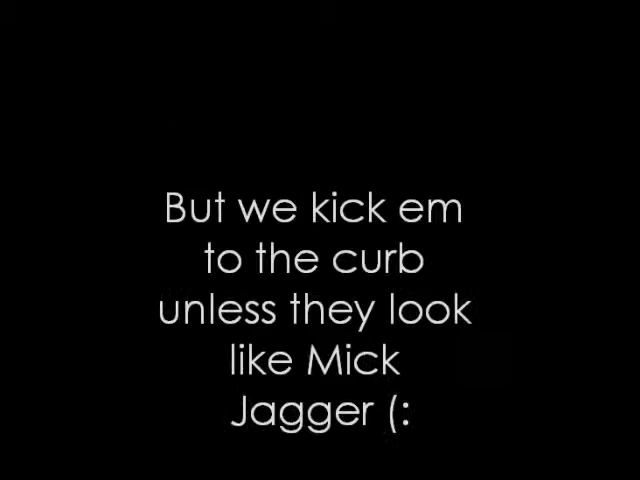 But we kick em
to the curb
unless they look
like Mick
Jagger (: